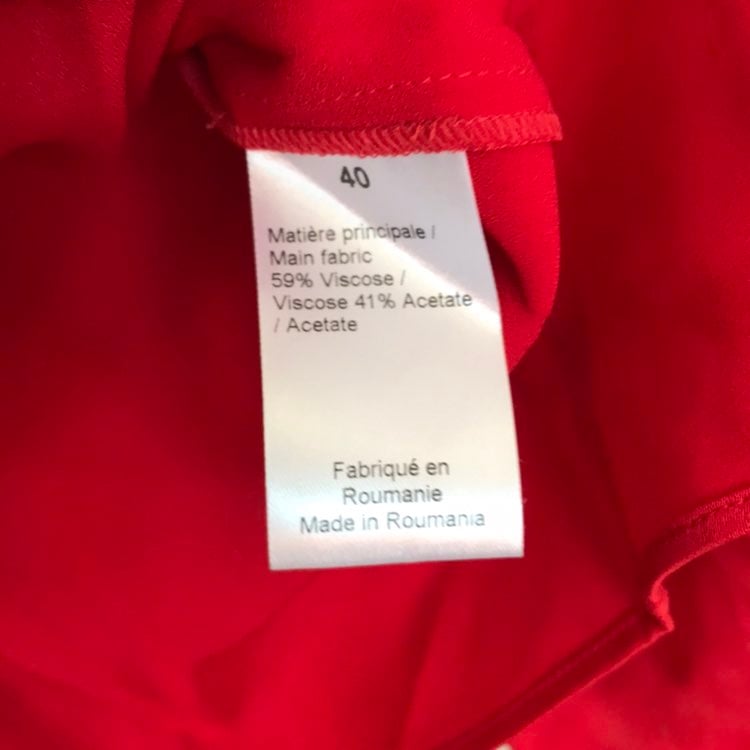 40
Matière principale /
Main fabric
59% Viscose /
Viscose 41% Acetate
/ Acetate
Fabriqué en
Roumanie
Made in Roumania